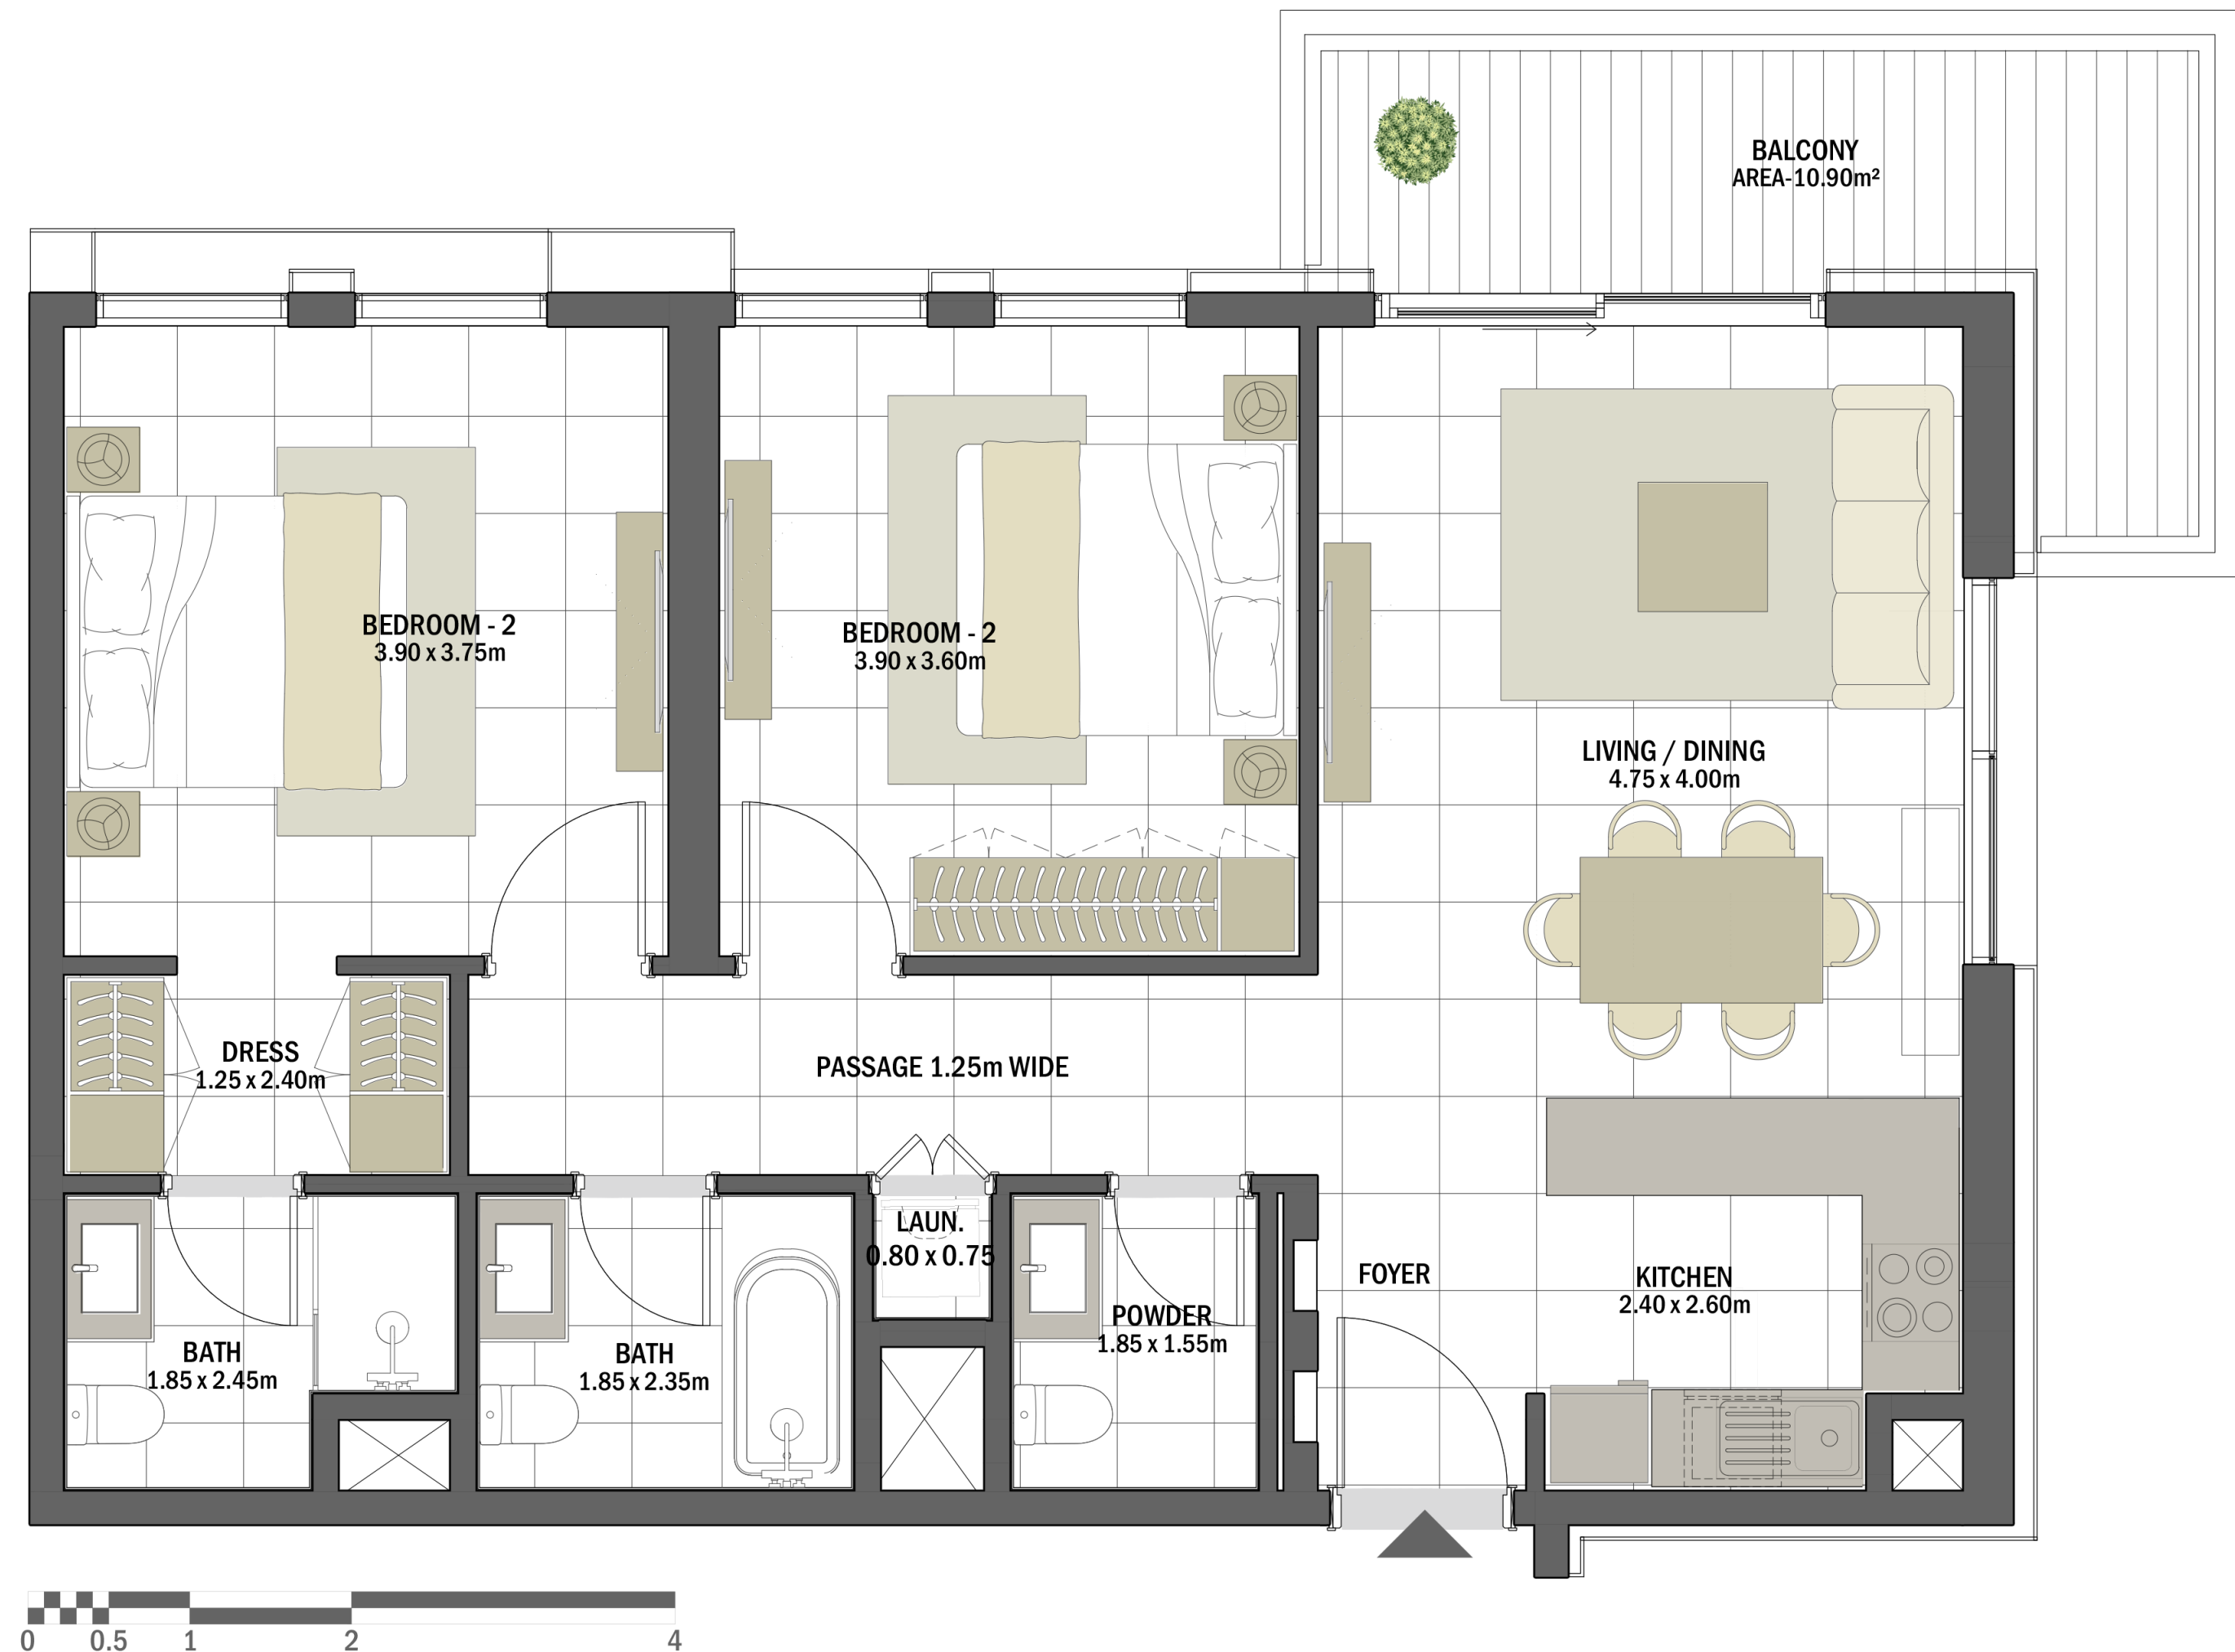 BALCONY
AREA-10.90m²
BEDROOM - 2
3.90 x 3.75m
BEDROOM - 2
3.90 x 3.60m
LIVING / DINING
4.75 x 4.00m
DRESS
1.25 x 2.40m
PASSAGE 1.25m WIDE
LAUN.
0.80 x 0.75
FOYER
KITCHEN
2.40 x 2.60m
POWDER
1.85 x 1.55m
BATH
1.85 x 2.45m
BATH
1.85 x 2.35m
0 0.5 1 2 4